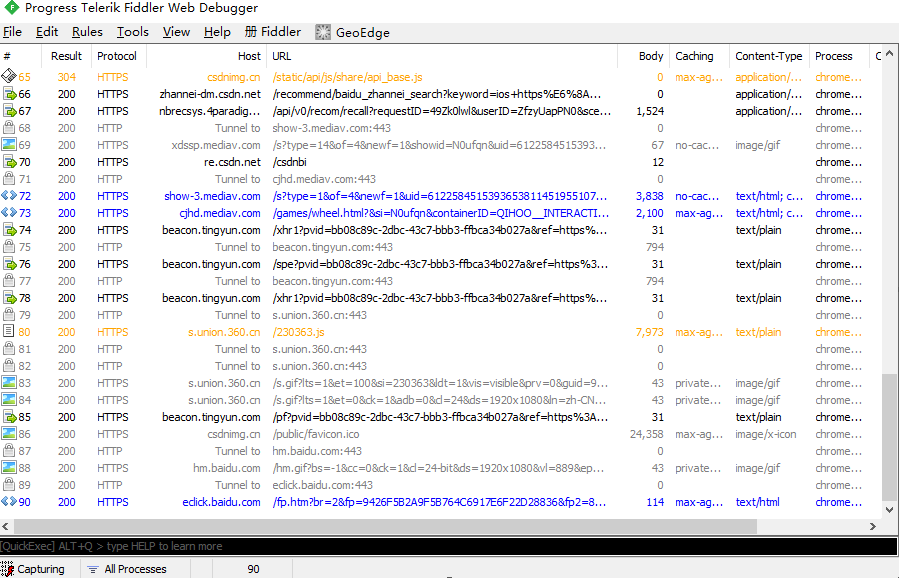 Progress Telerik Fiddler Web Debugger
File Edit Rules Tools View Help 册 Fiddler GeoEdge
# Result Protocol Host URL Body Caching Content-Type Process C
65 304 HTTPS csdnimg.cn /static/api/js/share/api_base.js 0 max-ag... application/... chrome...
66 200 HTTPS zhannei-dm.csdn.net /recommend/baidu_zhannei_search?keyword=ios+https%E6%8A... 0 application/... chrome...
67 200 HTTPS nbrecsys.4paradig... /api/v0/recom/recall?requestID=49Zk0lwl&userID=ZfzyUapPN0&sce... 1,524 application/... chrome...
68 200 HTTP Tunnel to show-3.mediav.com:443 0 chrome...
69 200 HTTPS xdssp.mediav.com /s?type=14&of=4&newf=1&showid=N0ufqn&uid=6122584515393... 67 no-cac... image/gif chrome...
70 200 HTTPS re.csdn.net /csdnbi 12 chrome...
71 200 HTTP Tunnel to cjhd.mediav.com:443 0 chrome...
72 200 HTTPS show-3.mediav.com /s?type=1&of=4&newf=1&uid=6122584515393653811451955107... 3,838 no-cac... text/html; c... chrome...
73 200 HTTPS cjhd.mediav.com /games/wheel.html?&si=N0ufqn&containerID=QIHOO__INTERACTI... 2,100 max-ag... text/html; c... chrome...
74 200 HTTPS beacon.tingyun.com /xhr1?pvid=bb08c89c-2dbc-43c7-bbb3-ffbca34b027a&ref=https%... 31 text/plain chrome...
75 200 HTTP Tunnel to beacon.tingyun.com:443 794 chrome...
76 200 HTTPS beacon.tingyun.com /spe?pvid=bb08c89c-2dbc-43c7-bbb3-ffbca34b027a&ref=https%3... 31 text/plain chrome...
77 200 HTTP Tunnel to beacon.tingyun.com:443 794 chrome...
78 200 HTTPS beacon.tingyun.com /xhr1?pvid=bb08c89c-2dbc-43c7-bbb3-ffbca34b027a&ref=https%... 31 text/plain chrome...
79 200 HTTP Tunnel to s.union.360.cn:443 0 chrome...
80 200 HTTPS s.union.360.cn /230363.js 7,973 max-ag... text/plain chrome...
81 200 HTTP Tunnel to s.union.360.cn:443 0 chrome...
82 200 HTTP Tunnel to s.union.360.cn:443 0 chrome...
83 200 HTTPS s.union.360.cn /s.gif?lts=1&et=100&si=230363&ldt=1&vis=visible&prv=0&guid=9... 43 private... image/gif chrome...
84 200 HTTPS s.union.360.cn /s.gif?lts=1&et=0&ck=1&adb=0&cl=24&ds=1920x1080&ln=zh-CN... 43 private... image/gif chrome...
85 200 HTTPS beacon.tingyun.com /pf?pvid=bb08c89c-2dbc-43c7-bbb3-ffbca34b027a&ref=https%3A... 31 text/plain chrome...
86 200 HTTPS csdnimg.cn /public/favicon.ico 24,358 max-ag... image/x-icon chrome...
87 200 HTTP Tunnel to hm.baidu.com:443 0 chrome...
88 200 HTTPS hm.baidu.com /hm.gif?bs=-1&cc=0&ck=1&cl=24-bit&ds=1920x1080&vl=889&ep... 43 private... image/gif chrome...
89 200 HTTP Tunnel to eclick.baidu.com:443 0 chrome...
90 200 HTTPS eclick.baidu.com /fp.htm?br=2&fp=9426F5B2A9F5B764C6917E6F22D28836&fp2=8... 114 max-ag... text/html chrome...
[QuickExec] ALT+Q > type HELP to learn more
Capturing All Processes 90